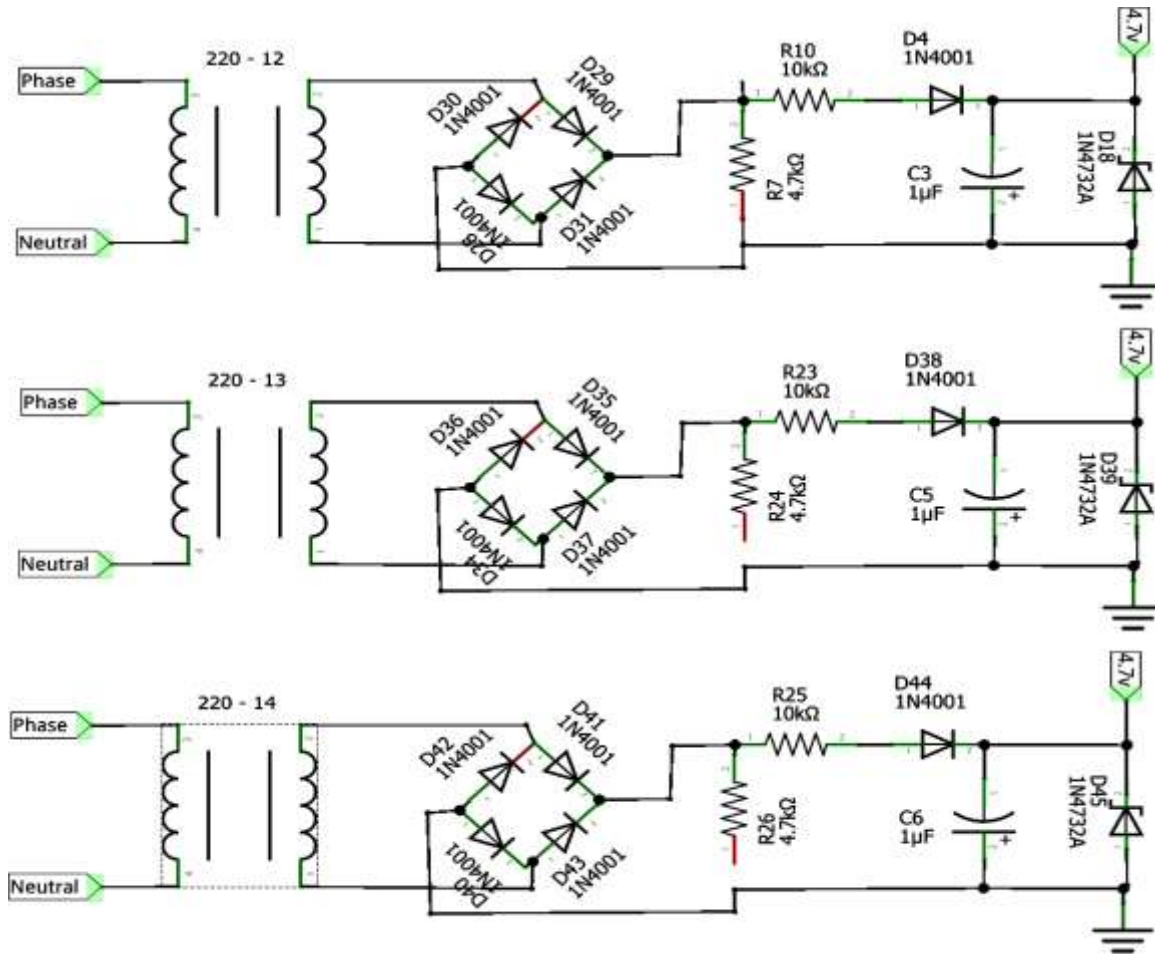 4.7v
220 - 12
Phase
Neutral
D30
1N4001
D29
1N4001
D28
1N4001
D31
1N4001
R10
10kΩ
D4
1N4001
R7
4.7kΩ
C3
1µF
+
D18
1N4732A
4.7v
220 - 13
Phase
Neutral
D36
1N4001
D35
1N4001
D34
1N4001
D37
1N4001
R23
10kΩ
D38
1N4001
R24
4.7kΩ
C5
1µF
+
D39
1N4732A
4.7v
220 - 14
Phase
Neutral
D42
1N4001
D41
1N4001
D40
1N4001
D43
1N4001
R25
10kΩ
D44
1N4001
R26
4.7kΩ
C6
1µF
+
D45
1N4732A